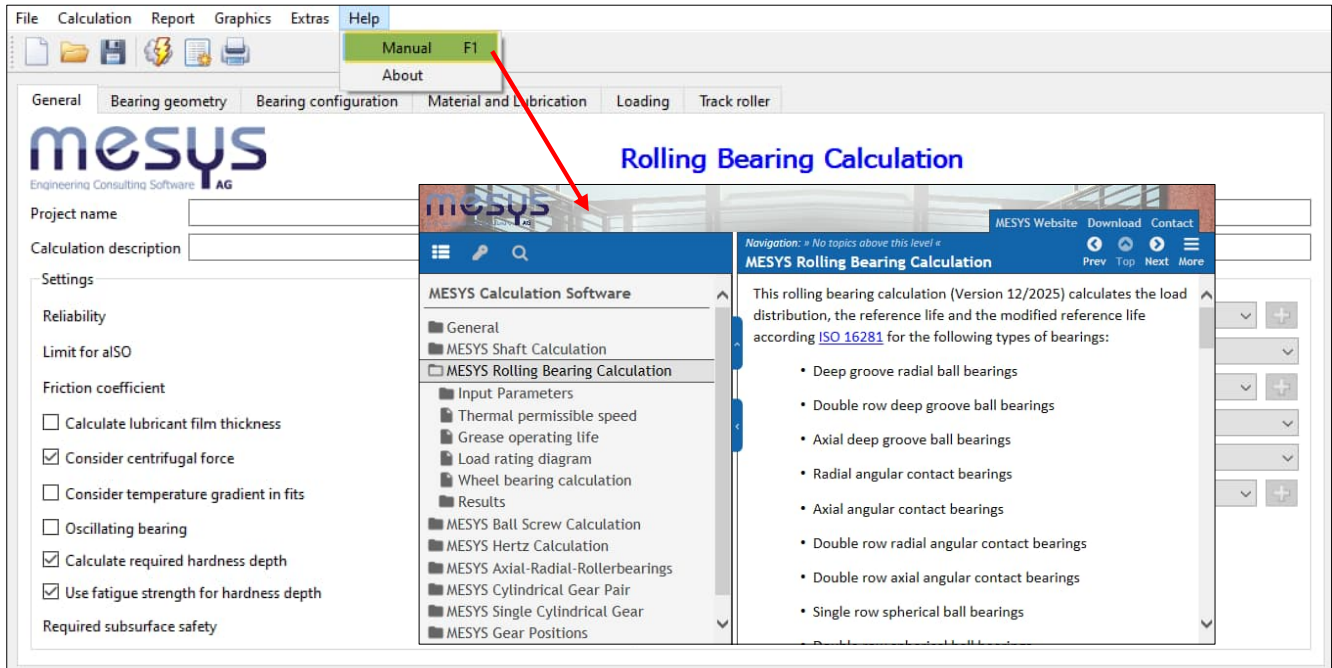 File Calculation Report Graphics Extras Help
Manual F1
About
General Bearing geometry Bearing configuration Material and Lubrication Loading Track roller
mesys
Engineering Consulting Software AG
Rolling Bearing Calculation
Project name
Calculation description
Settings
Reliability
Limit for aISO
Friction coefficient
Calculate lubricant film thickness
Consider centrifugal force
Consider temperature gradient in fits
Oscillating bearing
Calculate required hardness depth
Use fatigue strength for hardness depth
Required subsurface safety
mesys
AG
MESYS Website Download Contact
Navigation: » No topics above this level «
MESYS Rolling Bearing Calculation
Prev Top Next More
MESYS Calculation Software
General
MESYS Shaft Calculation
MESYS Rolling Bearing Calculation
Input Parameters
Thermal permissible speed
Grease operating life
Load rating diagram
Wheel bearing calculation
Results
MESYS Ball Screw Calculation
MESYS Hertz Calculation
MESYS Axial-Radial-Rollerbearings
MESYS Cylindrical Gear Pair
MESYS Single Cylindrical Gear
MESYS Gear Positions
This rolling bearing calculation (Version 12/2025) calculates the load
distribution, the reference life and the modified reference life
according ISO 16281 for the following types of bearings:
• Deep groove radial ball bearings
• Double row deep groove ball bearings
• Axial deep groove ball bearings
• Radial angular contact bearings
• Axial angular contact bearings
• Double row radial angular contact bearings
• Double row axial angular contact bearings
• Single row spherical ball bearings